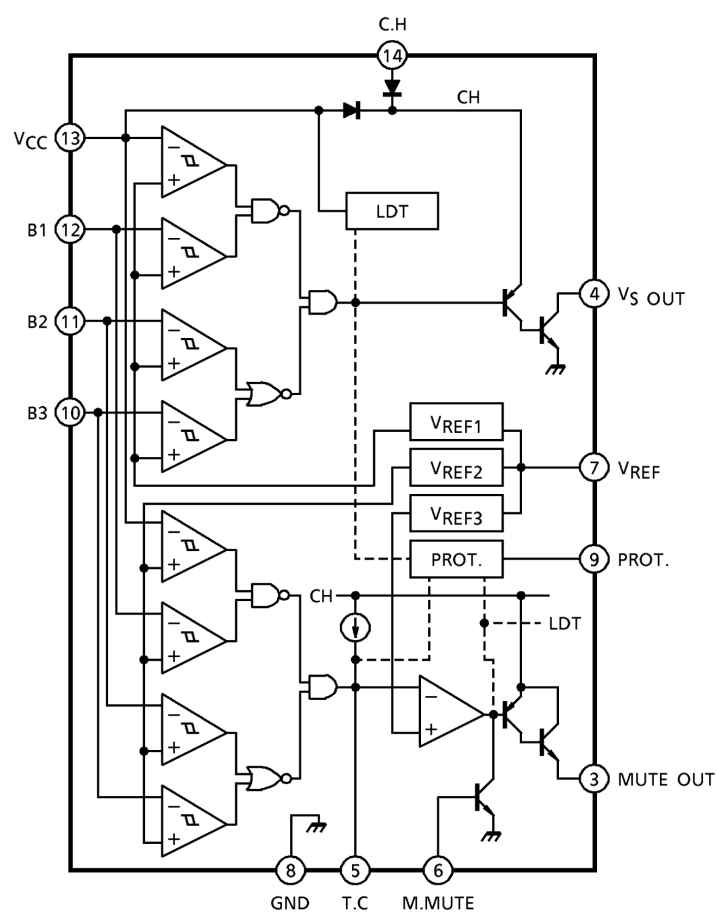 C.H
14
CH
VCC 13
LDT
B1 12
4 VS OUT
B2 11
B3 10
VREF1
VREF2
7 VREF
VREF3
PROT.
9 PROT.
CH
LDT
3 MUTE OUT
8
5
6
GND
T.C
M.MUTE